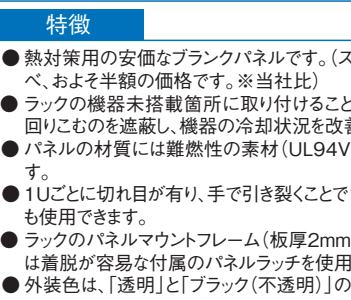 特徴
● 熱対策用の安価なブランクパネルです。(ス
べ、およそ半額の価格です。※当社比)
● ラックの機器未搭載箇所に取り付けること
回りこむのを遮蔽し、機器の冷却状況を改善
● パネルの材質には難燃性の素材(UL94V
す。
● 1Uごとに切れ目が有り、手で引き裂くことで
も使用できます。
● ラックのパネルマウントフレーム(板厚2mm
は着脱が容易な付属のパネルラッチを使用
● 外装色は、「透明」と「ブラック(不透明)」の